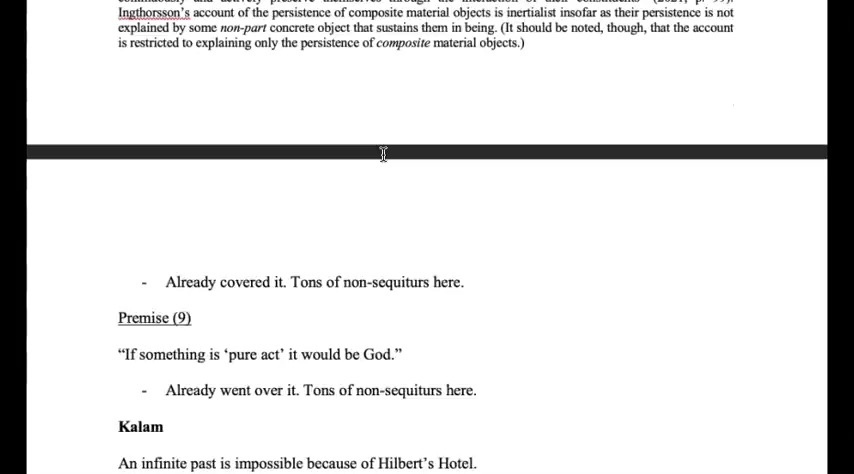 Ingthorsson's account of the persistence of composite material objects is inertialist insofar as their persistence is not
explained by some non-part concrete object that sustains them in being. (It should be noted, though, that the account
is restricted to explaining only the persistence of composite material objects.)
- Already covered it. Tons of non-sequiturs here.
Premise (9)
“If something is ‘pure act’ it would be God.”
- Already went over it. Tons of non-sequiturs here.
Kalam
An infinite past is impossible because of Hilbert’s Hotel.